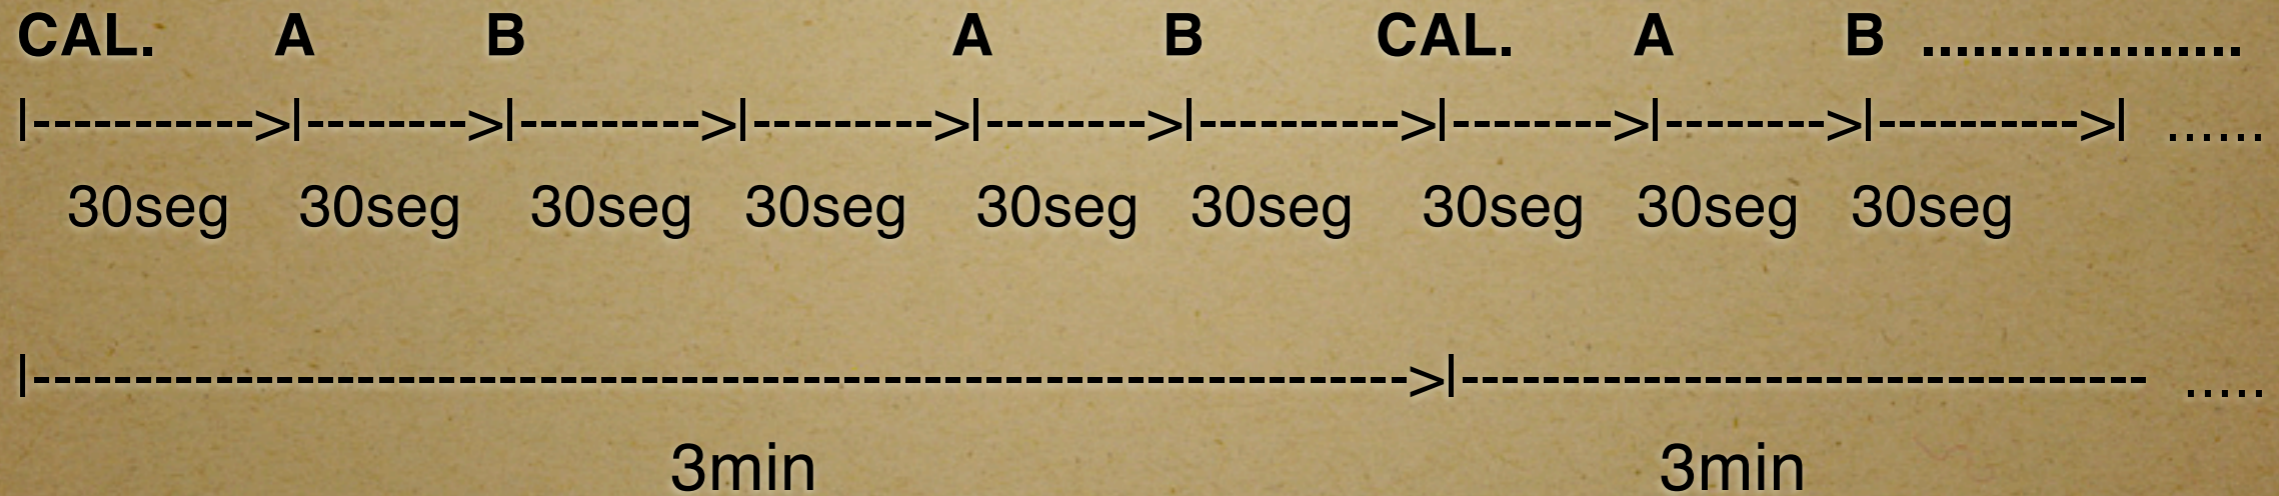 CAL. A B A B CAL. A B ...................
|----------->|-------->|--------->|--------->|-------->|---------->|-------->|-------->|---------->| ......
30seg 30seg 30seg 30seg 30seg 30seg 30seg 30seg 30seg
|-------------------------------------------------------------------->|---------------------------------- .....
3min 3min